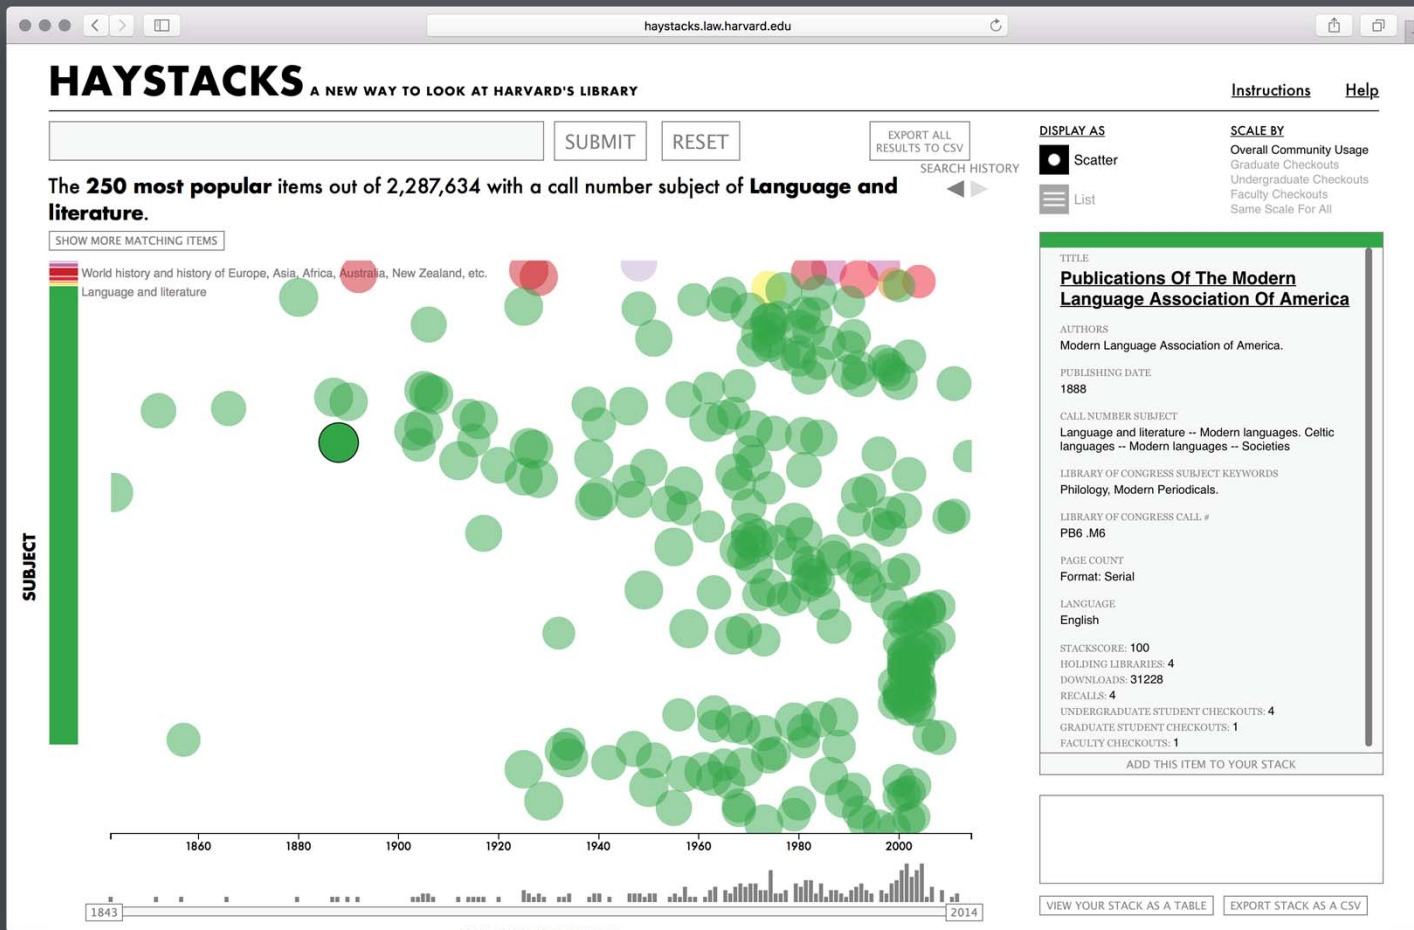 haystacks.law.harvard.edu
HAYSTACKS A NEW WAY TO LOOK AT HARVARD'S LIBRARY
Instructions Help
SUBMIT RESET
EXPORT ALL
RESULTS TO CSV
SEARCH HISTORY
The 250 most popular items out of 2,287,634 with a call number subject of Language and
literature.
SHOW MORE MATCHING ITEMS
World history and history of Europe, Asia, Africa, Australia, New Zealand, etc.
Language and literature
SUBJECT
1860 1880 1900 1920 1940 1960 1980 2000
1843 2014
DISPLAY AS
Scatter
List
SCALE BY
Overall Community Usage
Graduate Checkouts
Undergraduate Checkouts
Faculty Checkouts
Same Scale For All
TITLE
Publications Of The Modern
Language Association Of America
AUTHORS
Modern Language Association of America.
PUBLISHING DATE
1888
CALL NUMBER SUBJECT
Language and literature -- Modern languages. Celtic
languages -- Modern languages -- Societies
LIBRARY OF CONGRESS SUBJECT KEYWORDS
Philology, Modern Periodicals.
LIBRARY OF CONGRESS CALL #
PB6 .M6
PAGE COUNT
Format: Serial
LANGUAGE
English
STACKSCORE: 100
HOLDING LIBRARIES: 4
DOWNLOADS: 31228
RECALLS: 4
UNDERGRADUATE STUDENT CHECKOUTS: 4
GRADUATE STUDENT CHECKOUTS: 1
FACULTY CHECKOUTS: 1
ADD THIS ITEM TO YOUR STACK
VIEW YOUR STACK AS A TABLE EXPORT STACK AS A CSV